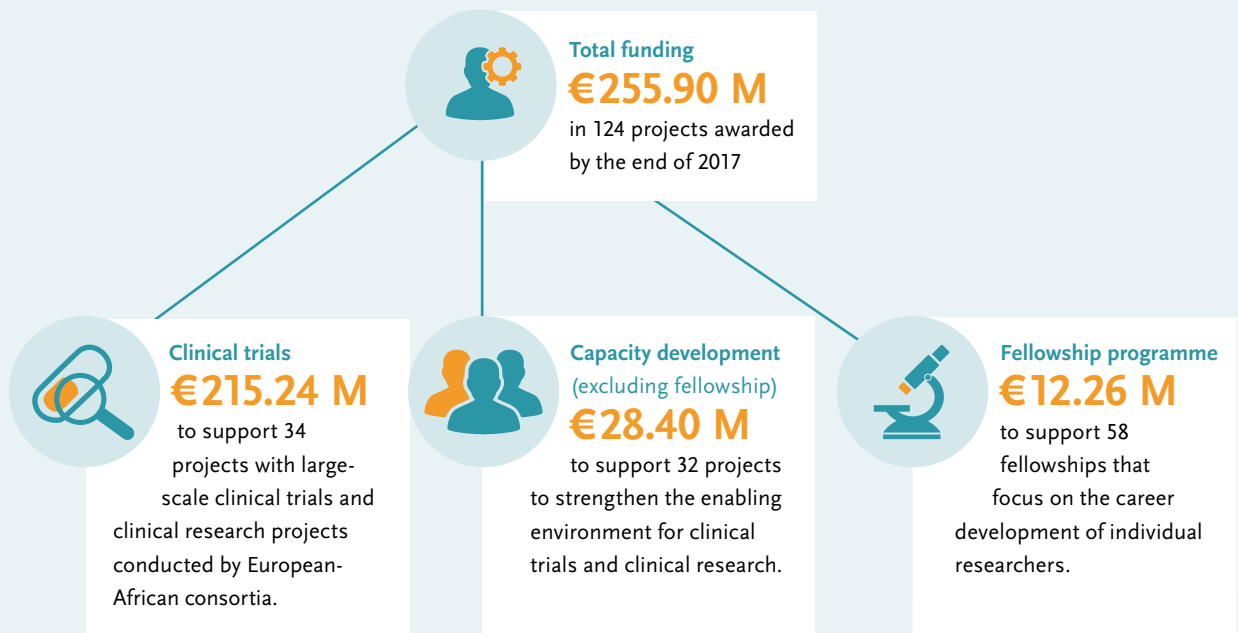 Total funding
€255.90 M
in 124 projects awarded
by the end of 2017
Clinical trials
€215.24 M
to support 34
projects with large-
scale clinical trials and
clinical research projects
conducted by European-
African consortia.
Capacity development
(excluding fellowship)
€28.40 M
to support 32 projects
to strengthen the enabling
environment for clinical
trials and clinical research.
Fellowship programme
€12.26 M
to support 58
fellowships that
focus on the career
development of individual
researchers.